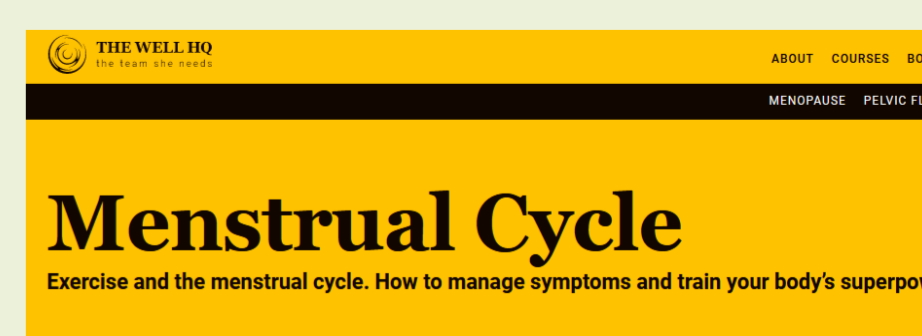 THE WELL HQ
the team she needs
ABOUT COURSES
MENOPAUSE PELVIC
Menstrual Cycle
Exercise and the menstrual cycle. How to manage symptoms and train your body’s